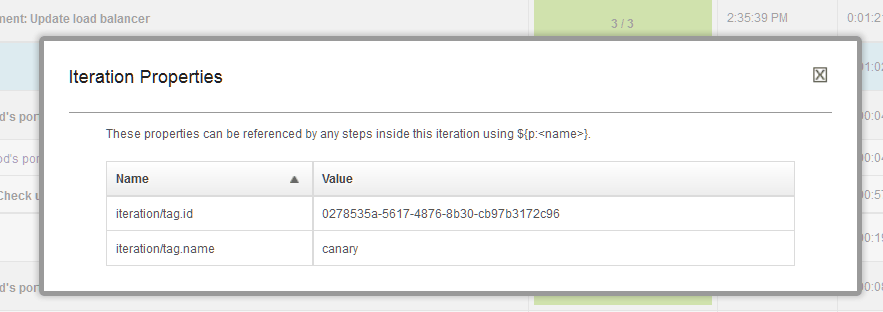 ment: Update load balancer
3 / 3
2:35:39 PM
0:01:21
Iteration Properties
These properties can be referenced by any steps inside this iteration using ${p:<name>}.
Name Value
iteration/tag.id 0278535a-5617-4876-8b30-cb97b3172c96
iteration/tag.name canary
d's por
od's por
Check u
d's por